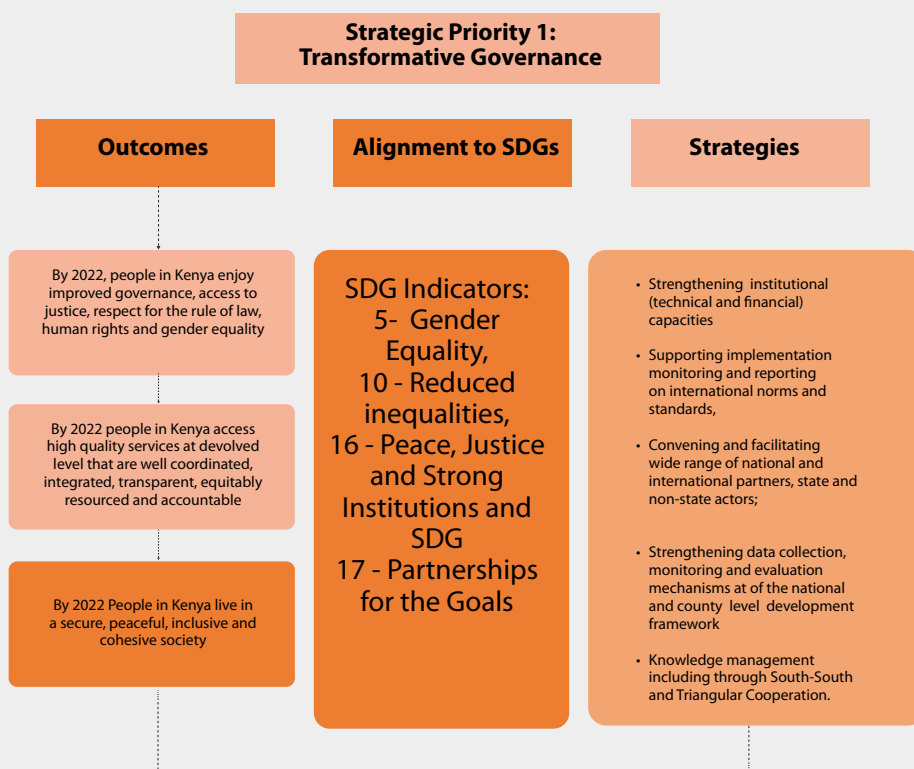 Strategic Priority 1:
Transformative Governance
Outcomes
Alignment to SDGs
Strategies
By 2022, people in Kenya enjoy
improved governance, access to
justice, respect for the rule of law,
human rights and gender equality
By 2022 people in Kenya access
high quality services at devolved
level that are well coordinated,
integrated, transparent, equitably
resourced and accountable
By 2022 People in Kenya live in
a secure, peaceful, inclusive and
cohesive society
SDG Indicators:
5- Gender
Equality,
10 - Reduced
inequalities,
16 - Peace, Justice
and Strong
Institutions and
SDG
17 - Partnerships
for the Goals
• Strengthening institutional
(technical and financial)
capacities
• Supporting implementation
monitoring and reporting
on international norms and
standards,
• Convening and facilitating
wide range of national and
international partners, state and
non-state actors;
• Strengthening data collection,
monitoring and evaluation
mechanisms at of the national
and county level development
framework
• Knowledge management
including through South-South
and Triangular Cooperation.